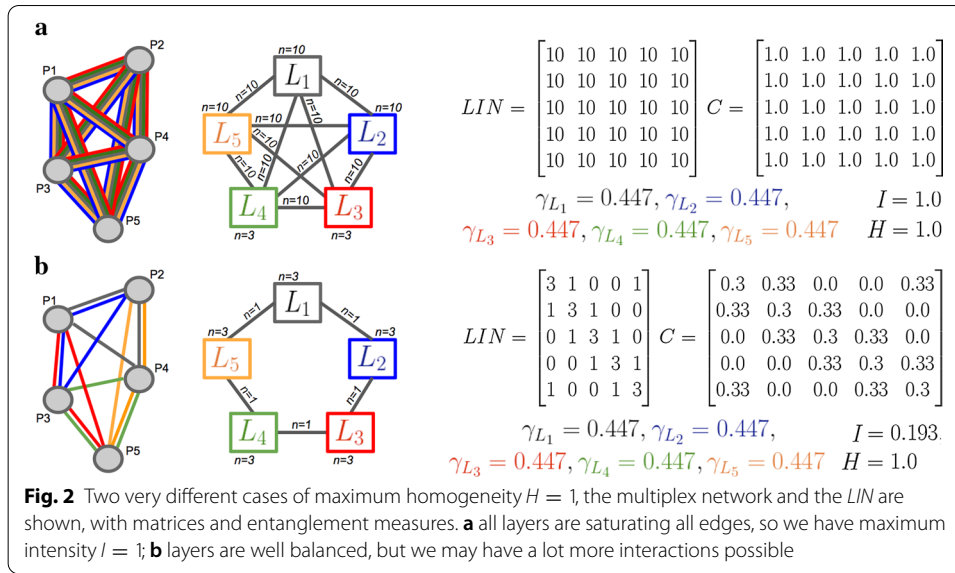 a
P2
P1
P4
P3
P5
n=10
L₁
n=10
n=10
n=10
n=10
L₅
n=10
L₂
n=10
n=10
n=10
n=10
n=10
n=10
n=10
L₄
n=10
L₃
n=3
n=3
LIN =
10 10 10 10 10
10 10 10 10 10
10 10 10 10 10
10 10 10 10 10
10 10 10 10 10
C =
1.0 1.0 1.0 1.0 1.0
1.0 1.0 1.0 1.0 1.0
1.0 1.0 1.0 1.0 1.0
1.0 1.0 1.0 1.0 1.0
1.0 1.0 1.0 1.0 1.0
γL₁ = 0.447, γL₂ = 0.447, I = 1.0
γL₃ = 0.447, γL₄ = 0.447, γL₅ = 0.447 H = 1.0
b
P2
P1
P4
P3
P5
n=3
L₁
n=1
n=1
n=3
n=3
L₅
L₂
n=1
n=1
L₄
n=1
L₃
n=3
n=3
LIN =
3 1 0 0 1
1 3 1 0 0
0 1 3 1 0
0 0 1 3 1
1 0 0 1 3
C =
0.3 0.33 0.0 0.0 0.33
0.33 0.3 0.33 0.0 0.0
0.0 0.33 0.3 0.33 0.0
0.0 0.0 0.33 0.3 0.33
0.33 0.0 0.0 0.33 0.3
γL₁ = 0.447, γL₂ = 0.447, I = 0.193.
γL₃ = 0.447, γL₄ = 0.447, γL₅ = 0.447 H = 1.0
Fig. 2 Two very different cases of maximum homogeneity H = 1, the multiplex network and the LIN are
shown, with matrices and entanglement measures. a all layers are saturating all edges, so we have maximum
intensity I = 1; b layers are well balanced, but we may have a lot more interactions possible